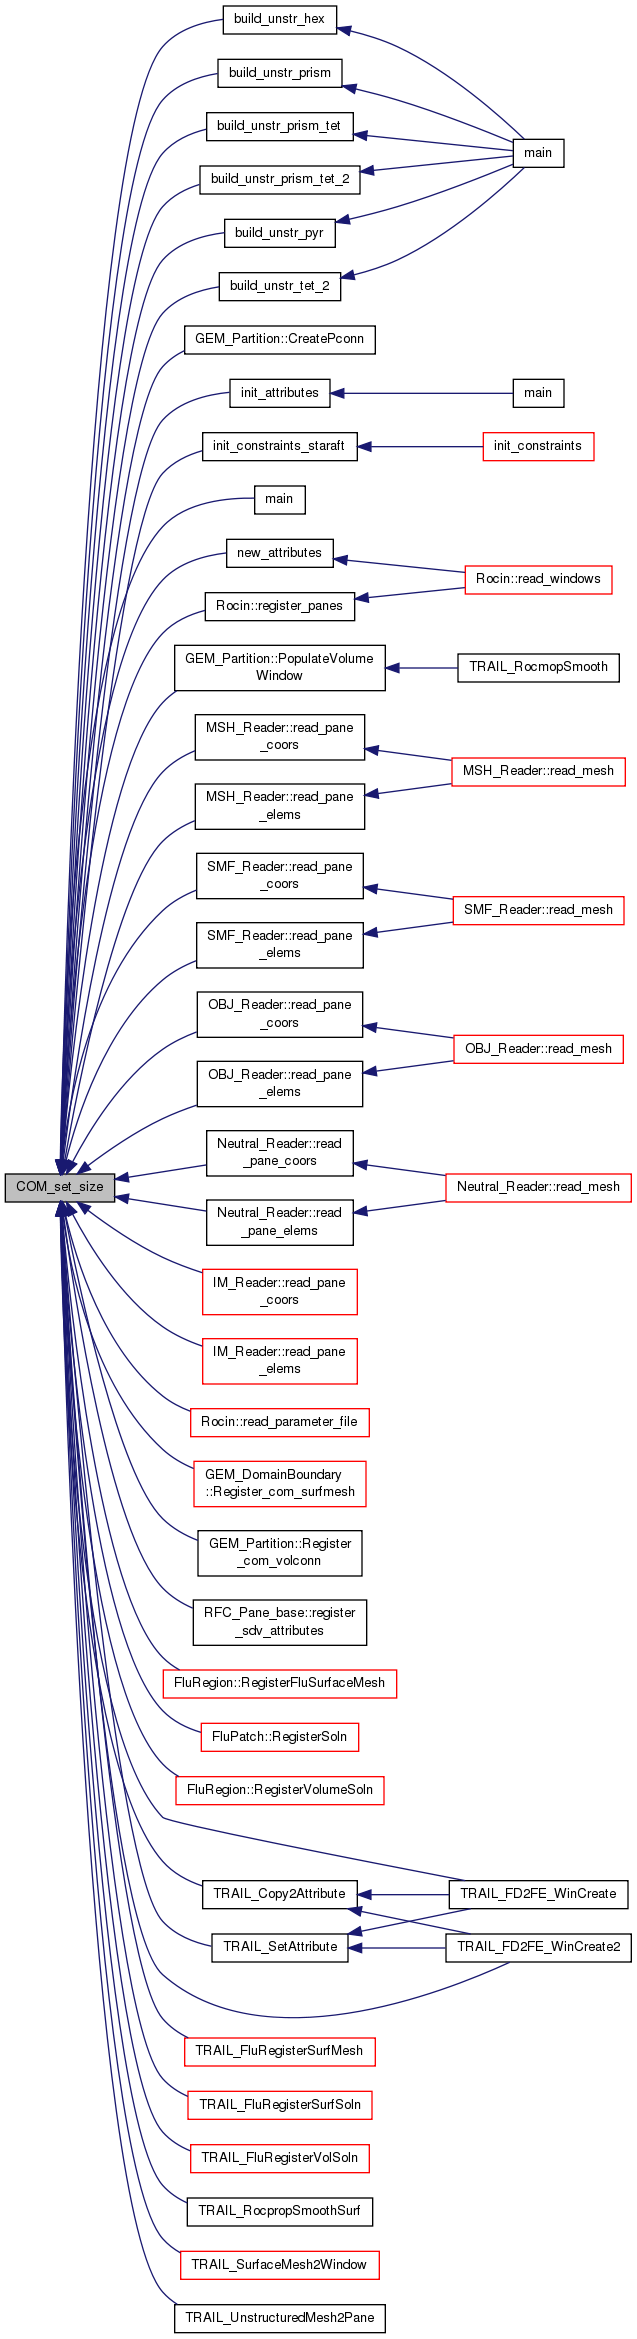 build_unstr_hex
build_unstr_prism
build_unstr_prism_tet
main
build_unstr_prism_tet_2
build_unstr_pyr
build_unstr_tet_2
GEM_Partition::CreatePconn
init_attributes
main
init_constraints_staraft
init_constraints
main
new_attributes
Rocin::read_windows
Rocin::register_panes
GEM_Partition::PopulateVolume
Window
TRAIL_RocmopSmooth
MSH_Reader::read_pane
_coors
MSH_Reader::read_mesh
MSH_Reader::read_pane
_elems
SMF_Reader::read_pane
_coors
SMF_Reader::read_mesh
SMF_Reader::read_pane
_elems
OBJ_Reader::read_pane
_coors
OBJ_Reader::read_mesh
OBJ_Reader::read_pane
_elems
Neutral_Reader::read
_pane_coors
COM_set_size
Neutral_Reader::read_mesh
Neutral_Reader::read
_pane_elems
IM_Reader::read_pane
_coors
IM_Reader::read_pane
_elems
Rocin::read_parameter_file
GEM_DomainBoundary
::Register_com_surfmesh
GEM_Partition::Register
_com_volconn
RFC_Pane_base::register
_sdv_attributes
FluRegion::RegisterFluSurfaceMesh
FluPatch::RegisterSoln
FluRegion::RegisterVolumeSoln
TRAIL_Copy2Attribute
TRAIL_FD2FE_WinCreate
TRAIL_SetAttribute
TRAIL_FD2FE_WinCreate2
TRAIL_FluRegisterSurfMesh
TRAIL_FluRegisterSurfSoln
TRAIL_FluRegisterVolSoln
TRAIL_RocpropSmoothSurf
TRAIL_SurfaceMesh2Window
TRAIL_UnstructuredMesh2Pane